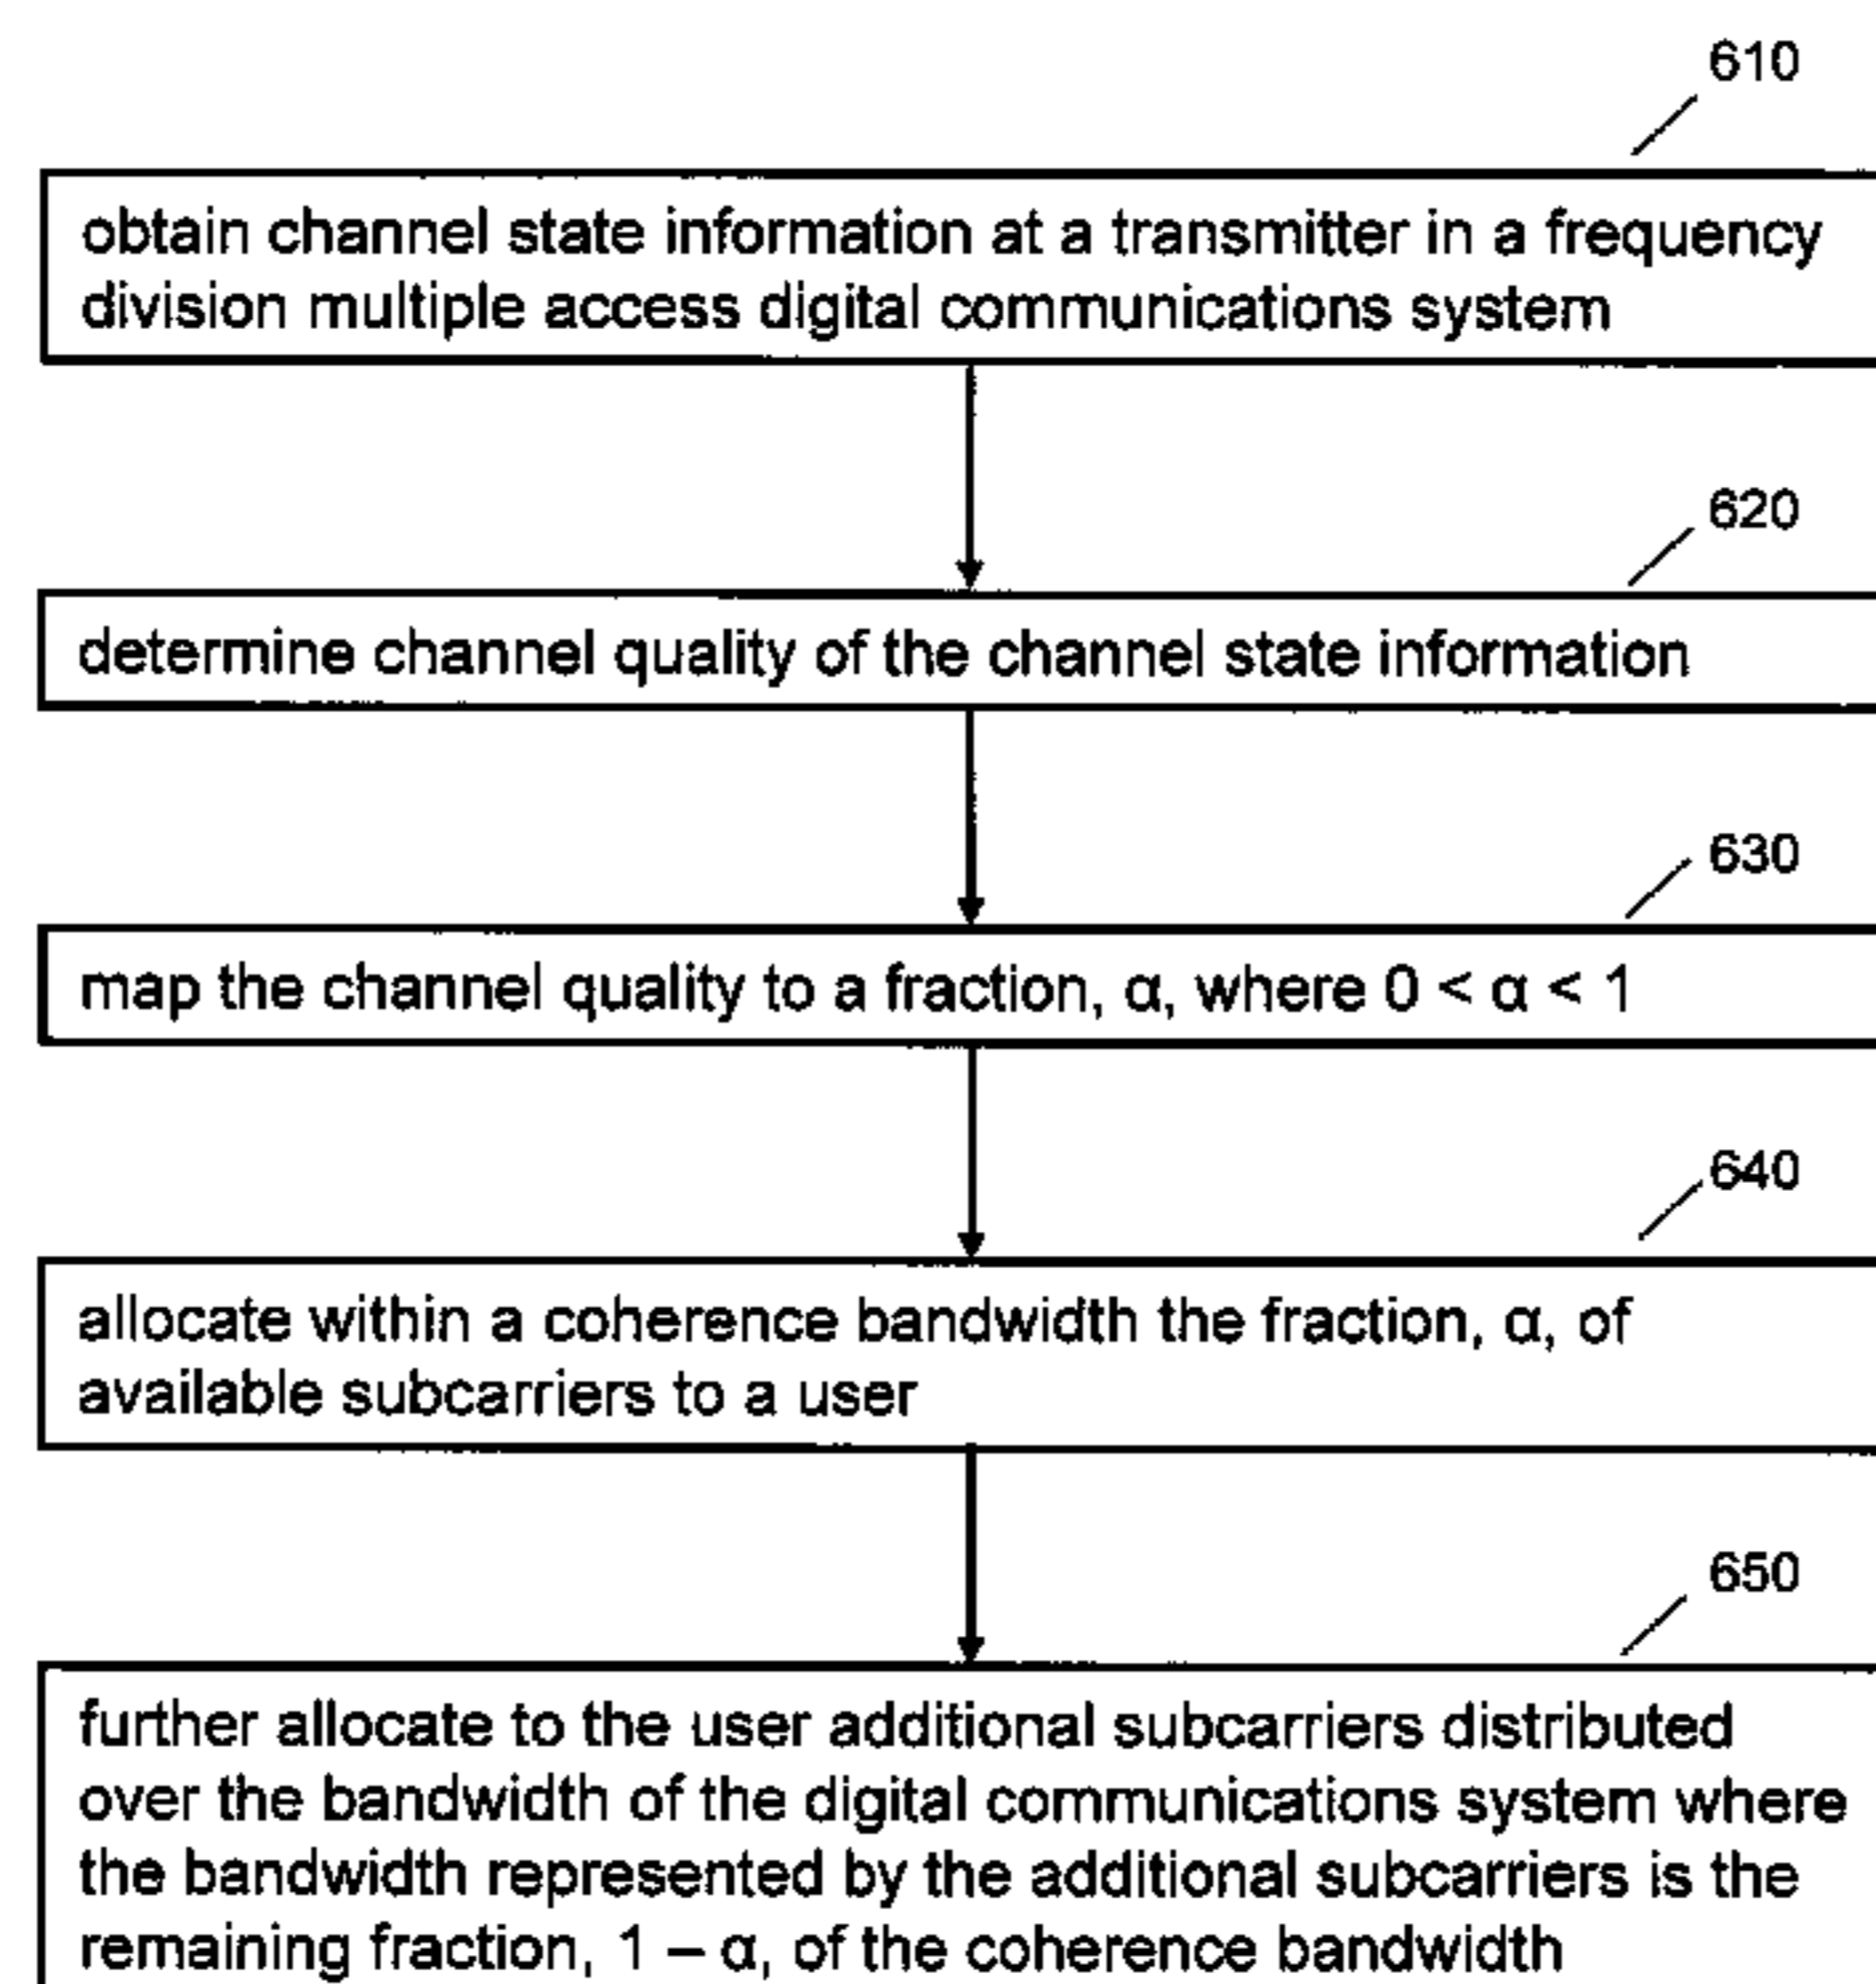 610
obtain channel state information at a transmitter in a frequency
division multiple access digital communications system
620
determine channel quality of the channel state information
630
map the channel quality to a fraction, α, where 0 < α < 1
640
allocate within a coherence bandwidth the fraction, α, of
available subcarriers to a user
650
further allocate to the user additional subcarriers distributed
over the bandwidth of the digital communications system where
the bandwidth represented by the additional subcarriers is the
remaining fraction, 1 – α, of the coherence bandwidth